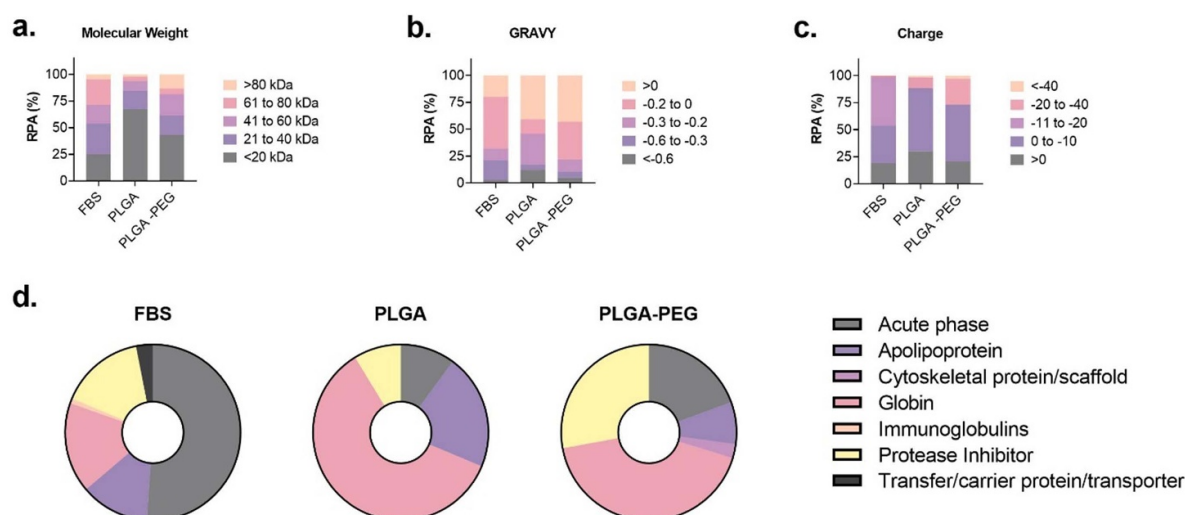 a.
Molecular Weight
RPA (%)
100
75
50
25
0
FBS
PLGA
PLGA -PEG
>80 kDa
61 to 80 kDa
41 to 60 kDa
21 to 40 kDa
<20 kDa
b.
GRAVY
RPA (%)
100
75
50
25
0
FBS
PLGA
PLGA -PEG
>0
-0.2 to 0
-0.3 to -0.2
-0.6 to -0.3
<-0.6
c.
Charge
RPA (%)
100
75
50
25
0
FBS
PLGA
PLGA -PEG
<-40
-20 to -40
-11 to -20
0 to -10
>0
d.
FBS
PLGA
PLGA-PEG
Acute phase
Apolipoprotein
Cytoskeletal protein/scaffold
Globin
Immunoglobulins
Protease Inhibitor
Transfer/carrier protein/transporter